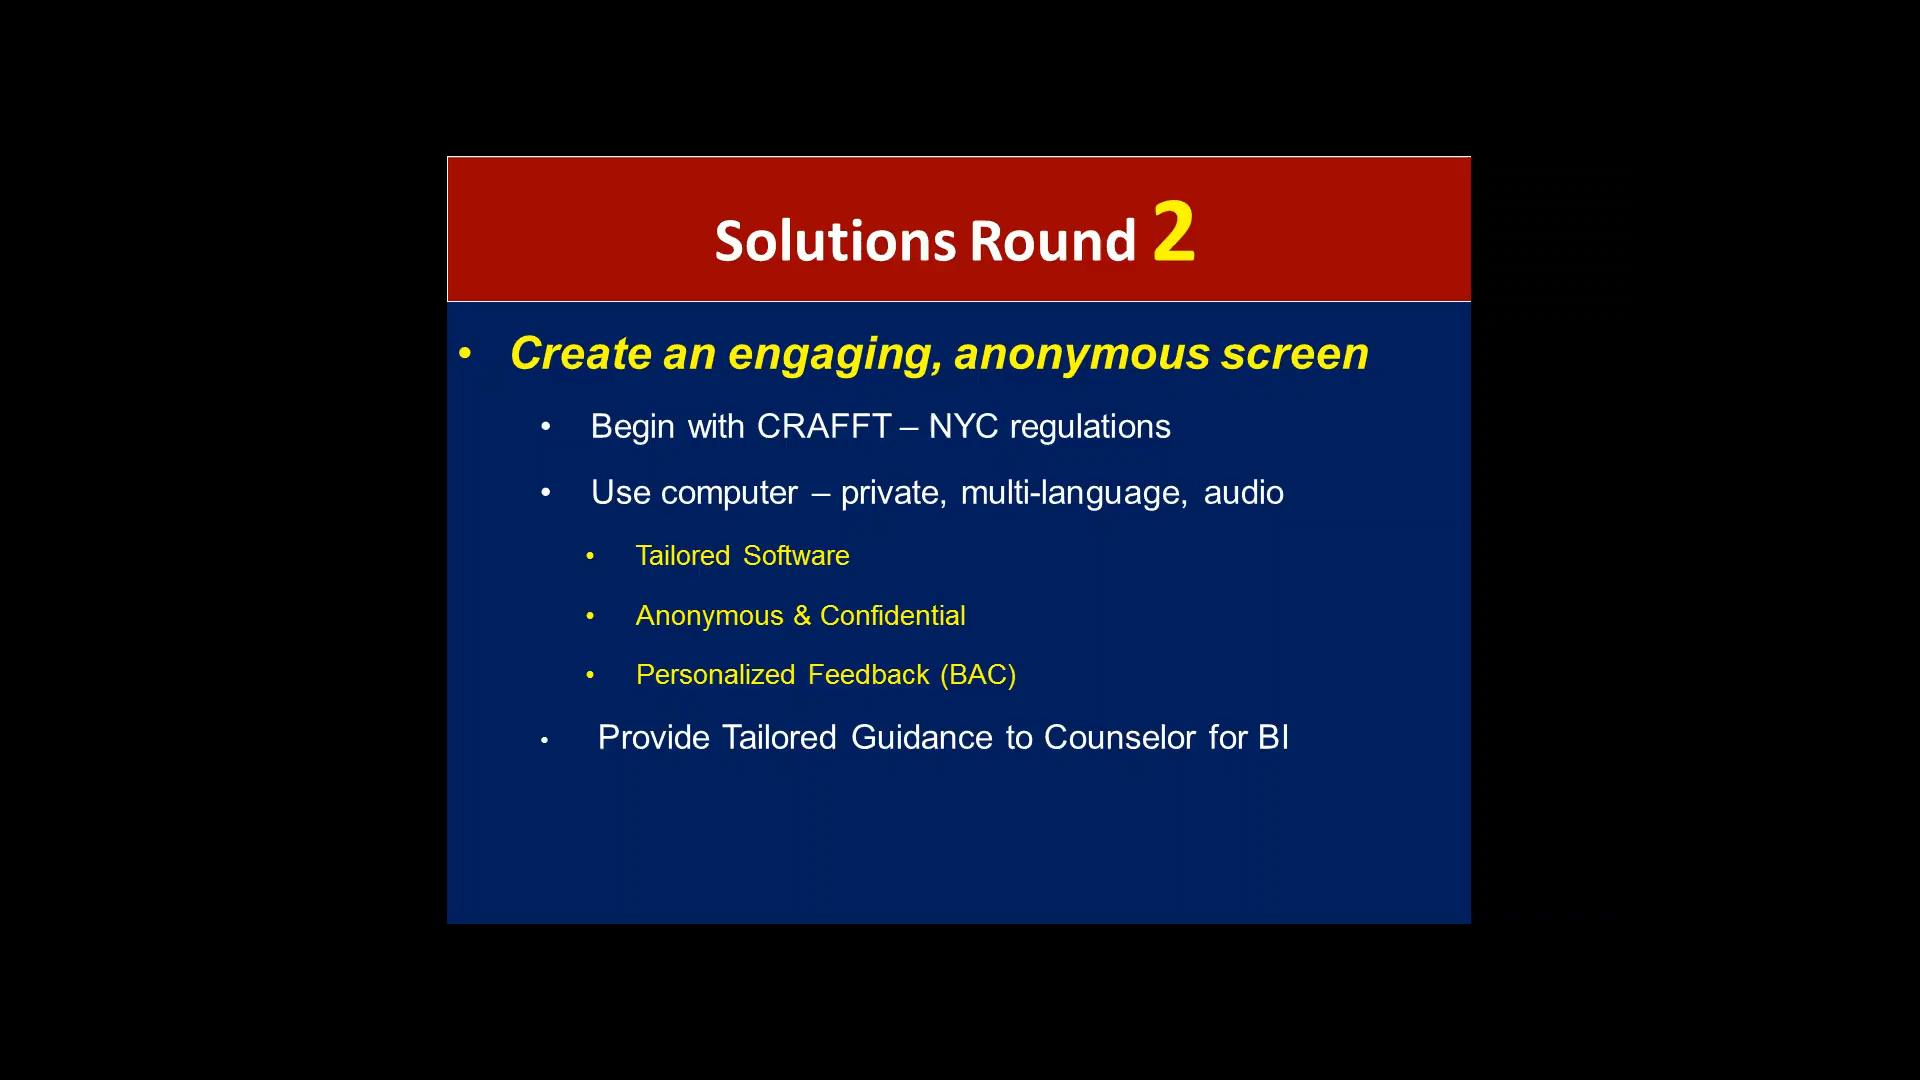 Solutions Round 2
• Create an engaging, anonymous screen
• Begin with CRAFFT – NYC regulations
• Use computer – private, multi-language, audio
• Tailored Software
• Anonymous & Confidential
• Personalized Feedback (BAC)
• Provide Tailored Guidance to Counselor for BI